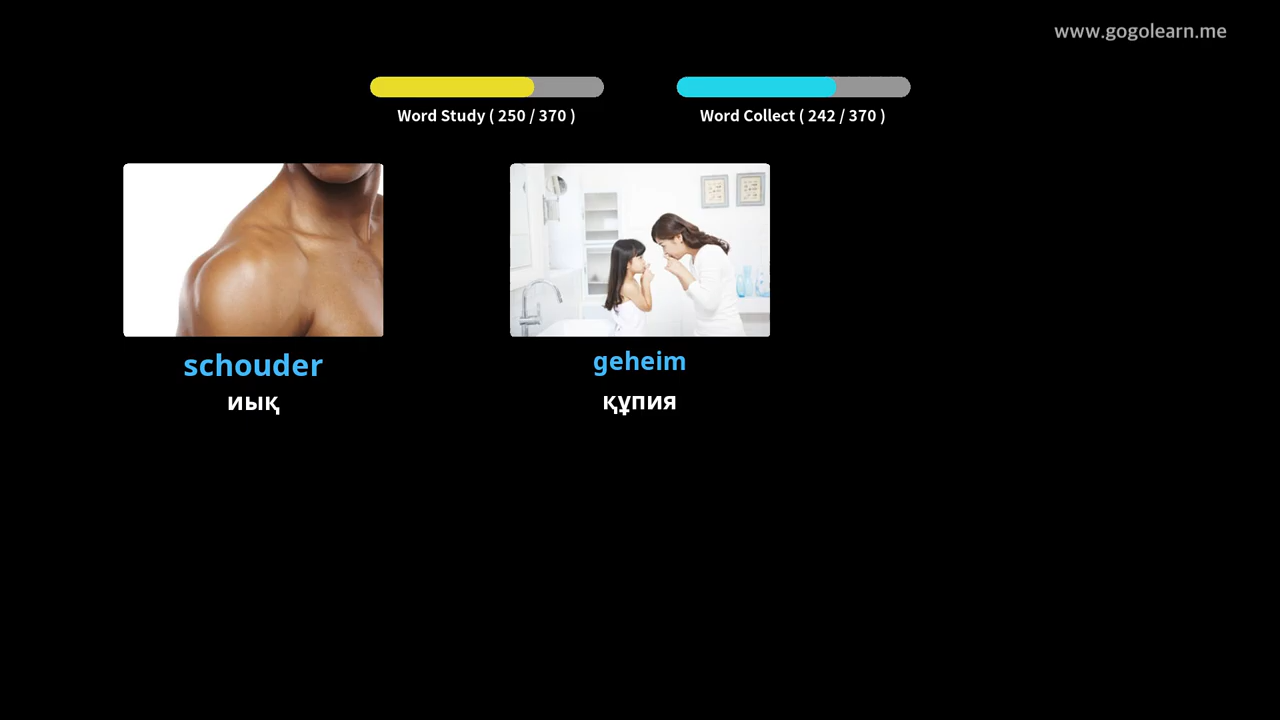 www.gogolearn.me
Word Study ( 250 / 370 )
Word Collect ( 242 / 370 )
schouder
иық
geheim
құпия